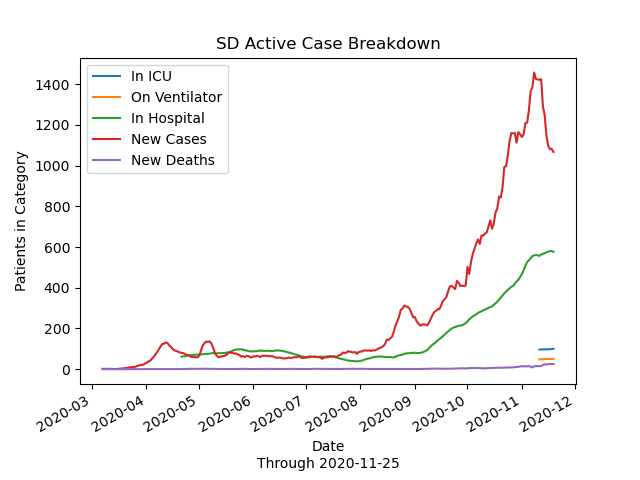 SD Active Case Breakdown
In ICU
On Ventilator
In Hospital
New Cases
New Deaths
Patients in Category
1400
1200
1000
800
600
400
200
0
2020-03
2020-04
2020-05
2020-06
2020-07
2020-08
2020-09
2020-10
2020-11
2020-12
Date
Through 2020-11-25